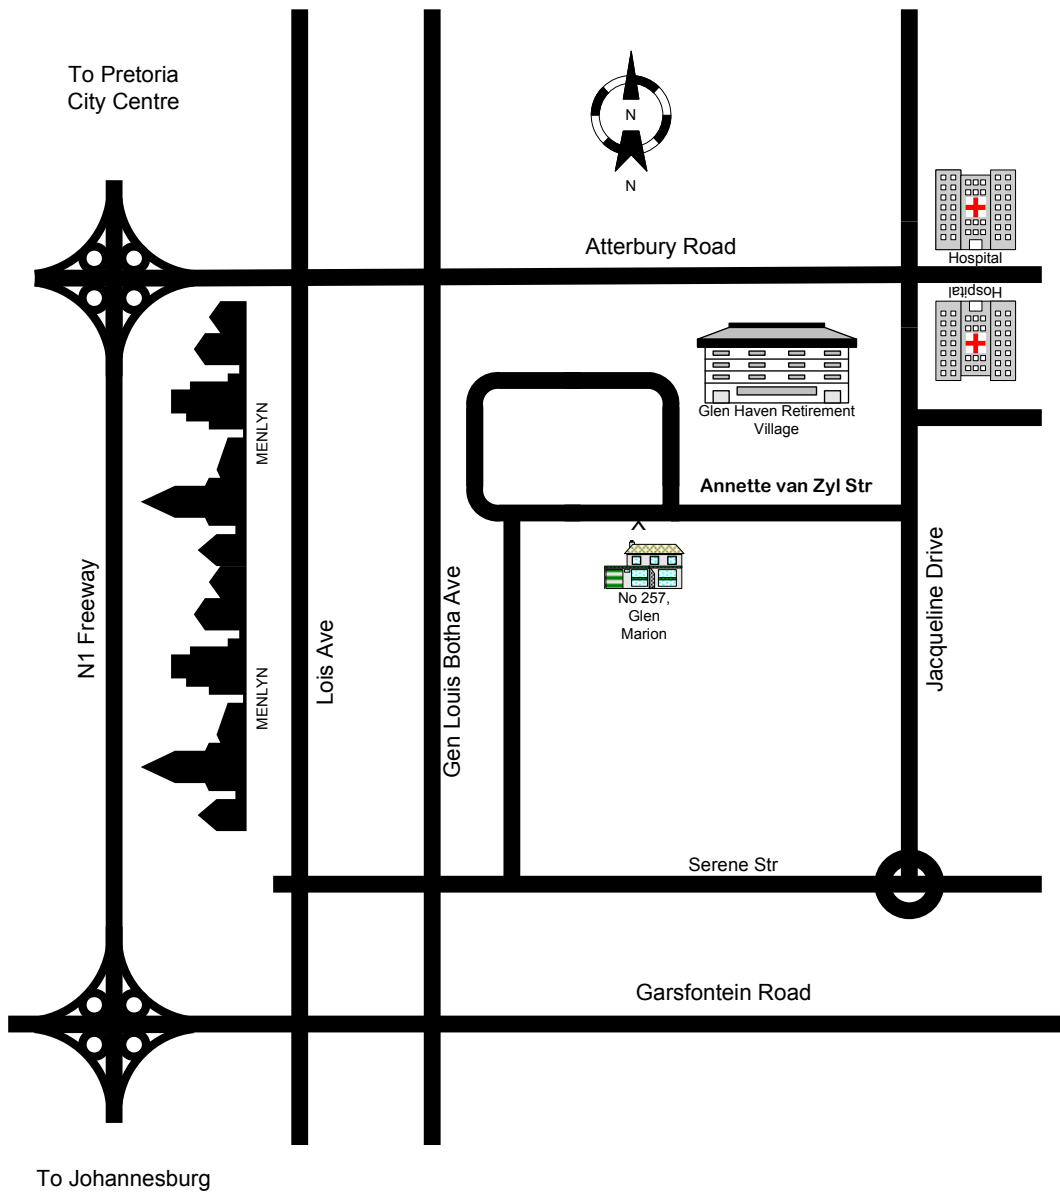 To Pretoria
City Centre
N
N
Atterbury Road
Hospital
Hospital
Glen Haven Retirement
Village
MENLYN
Annette van Zyl Str
X
No 257,
Glen
Marion
N1 Freeway
Lois Ave
Gen Louis Botha Ave
Jacqueline Drive
MENLYN
Serene Str
Garsfontein Road
To Johannesburg